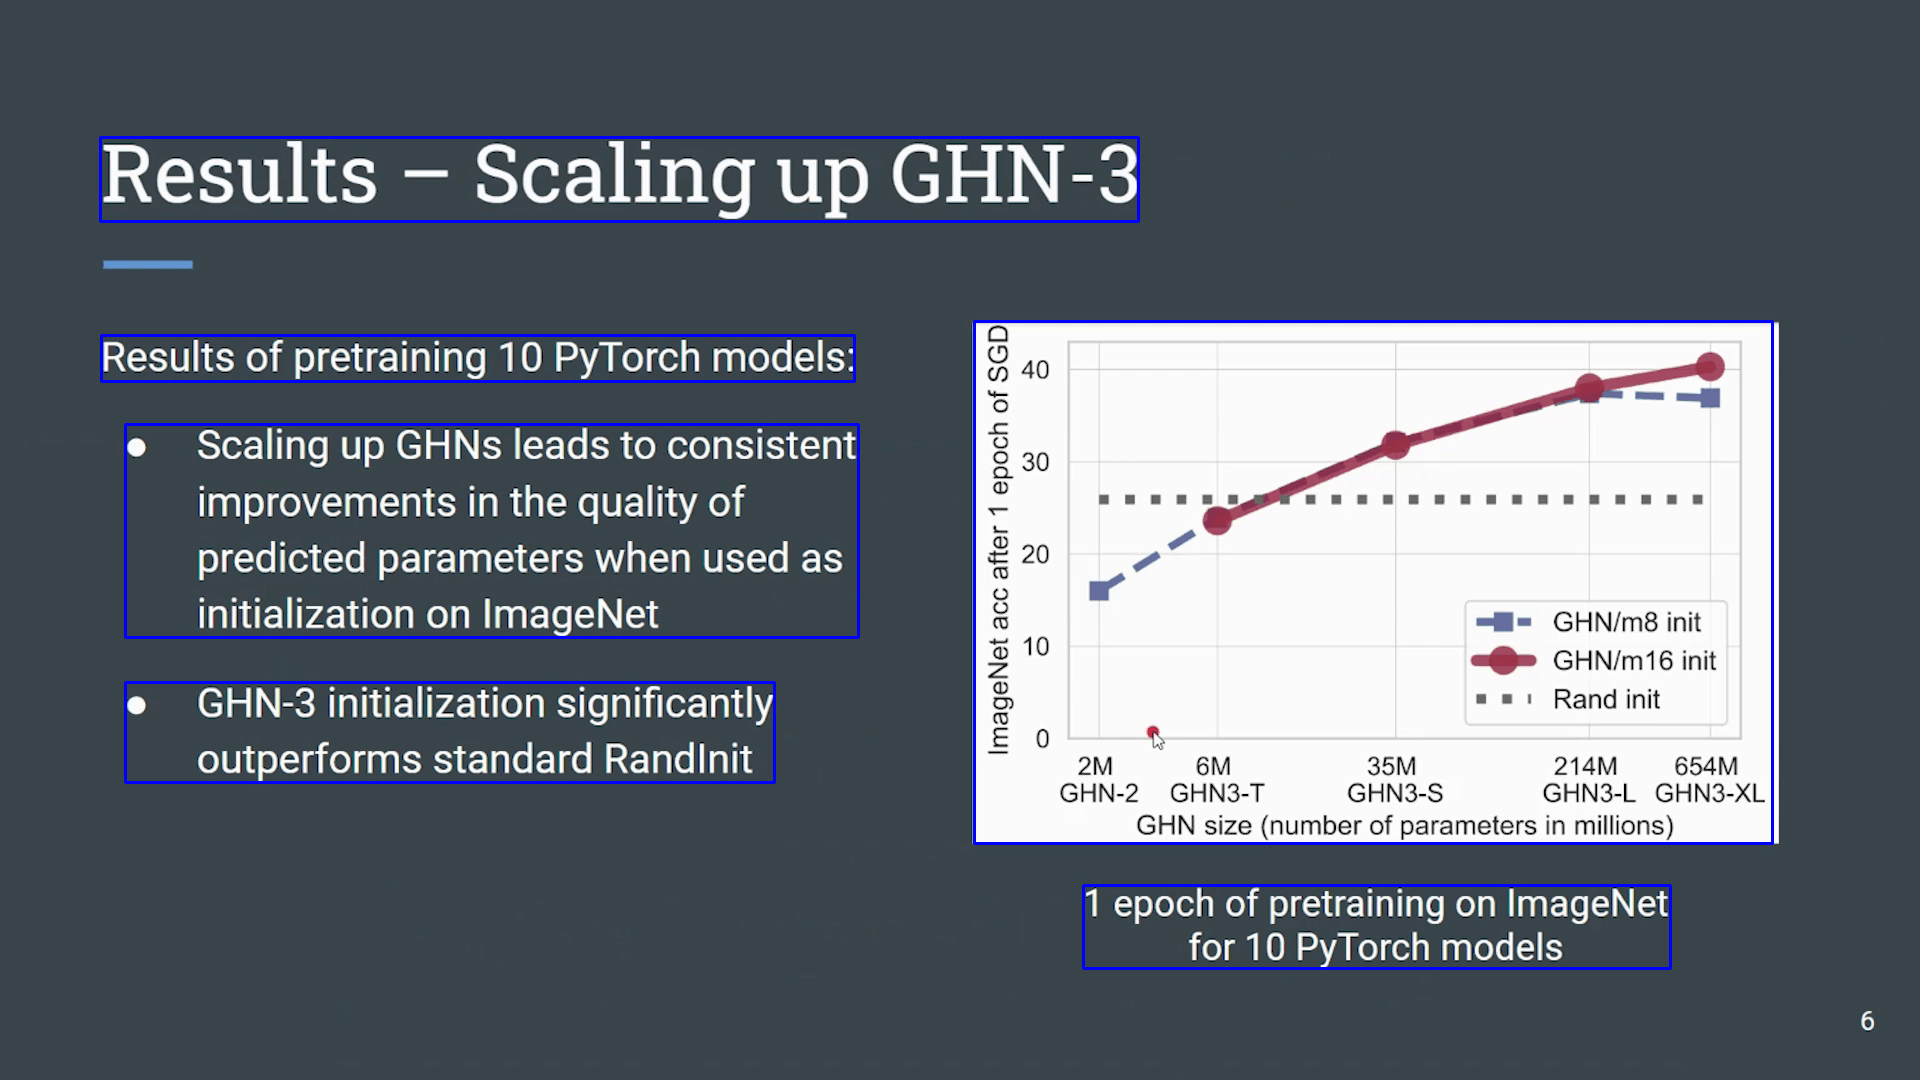 Results – Scaling up GHN-3
Results of pretraining 10 PyTorch models:
● Scaling up GHNs leads to consistent
improvements in the quality of
predicted parameters when used as
initialization on ImageNet
● GHN-3 initialization significantly
outperforms standard RandInit
ImageNet acc after 1 epoch of SGD
40
30
20
10
0
GHN/m8 init
GHN/m16 init
Rand init
2M 6M 35M 214M 654M
GHN-2 GHN3-T GHN3-S GHN3-L GHN3-XL
GHN size (number of parameters in millions)
1 epoch of pretraining on ImageNet
for 10 PyTorch models
6